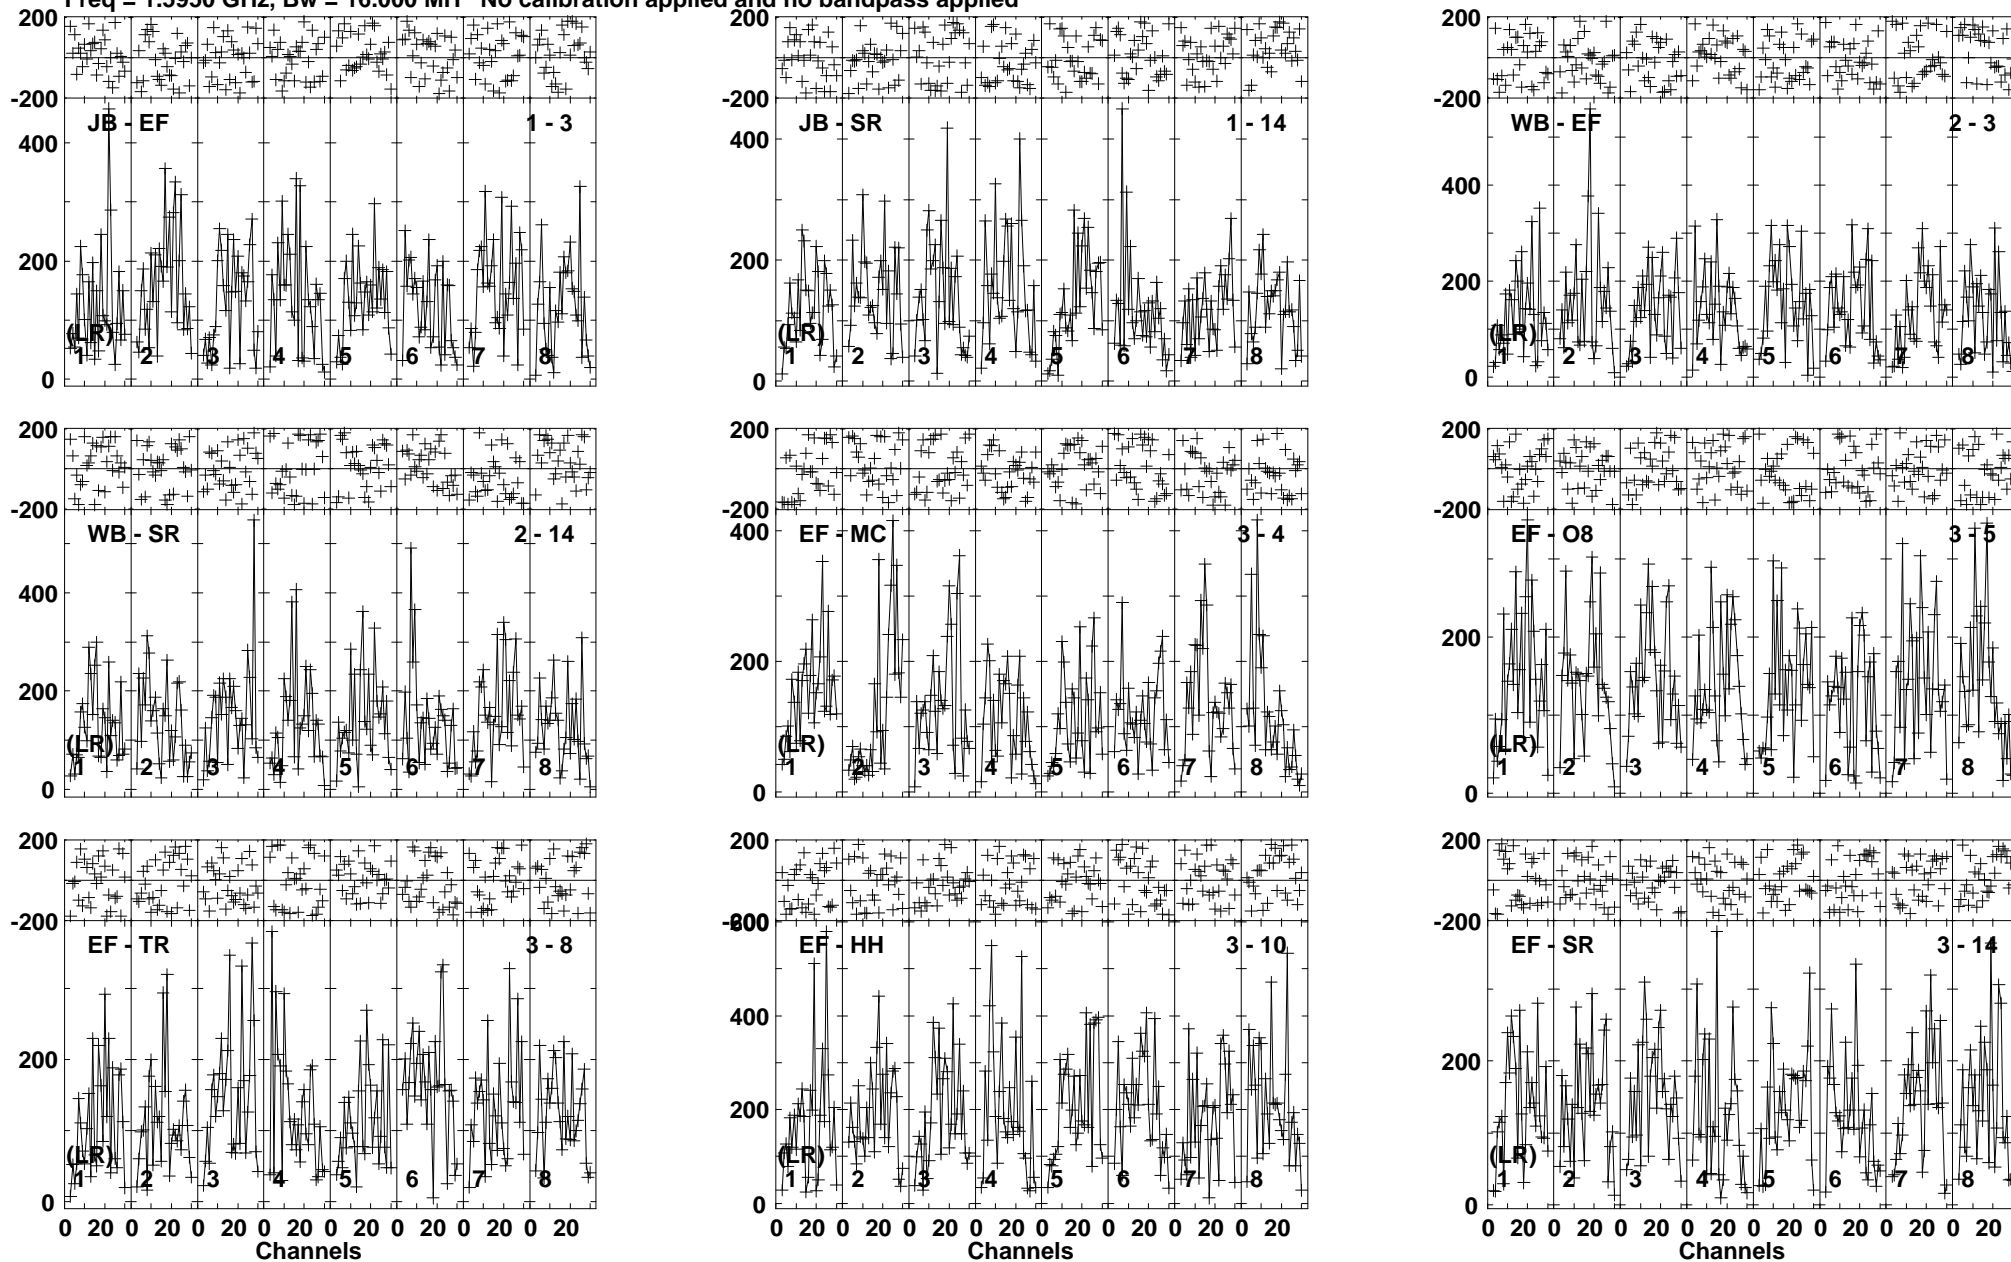 Freq = 1.5950 GHz, Bw = 16.000 MH No calibration applied and no bandpass applied
200 200 200
-200 -200 -200
JB - EF 1 - 3 JB - SR 1 - 14 WB - EF 2 - 3
400 400 400
200 200 200
(LR) (LR) (LR)
1 2 3 4 5 6 7 8 1 2 3 4 5 6 7 8 1 2 3 4 5 6 7 8
0 0 0
200 200 200
-200 -200 -200
WB - SR 2 - 14 EF - MC 3 - 4 EF - O8 3 - 5
400 400
200 200 200
(LR) (LR) (LR)
1 2 3 4 5 6 7 8 1 2 3 4 5 6 7 8 1 2 3 4 5 6 7 8
0 0 0
200 200 200
-200 -200 600 -200
EF - TR 3 - 8 EF - HH 3 - 10 EF - SR 3 - 14
400
200 200 200
(LR) (LR) (LR)
1 2 3 4 5 6 7 8 1 2 3 4 5 6 7 8 1 2 3 4 5 6 7 8
0 0 0
0 20 0 20 0 20 0 20 0 20 0 20 0 20 0 20 0 20 0 20 0 20 0 20 0 20 0 20 0 20 0 20 0 20 0 20 0 20 0 20 0 20 0 20 0 20 0 20
Channels Channels Channels